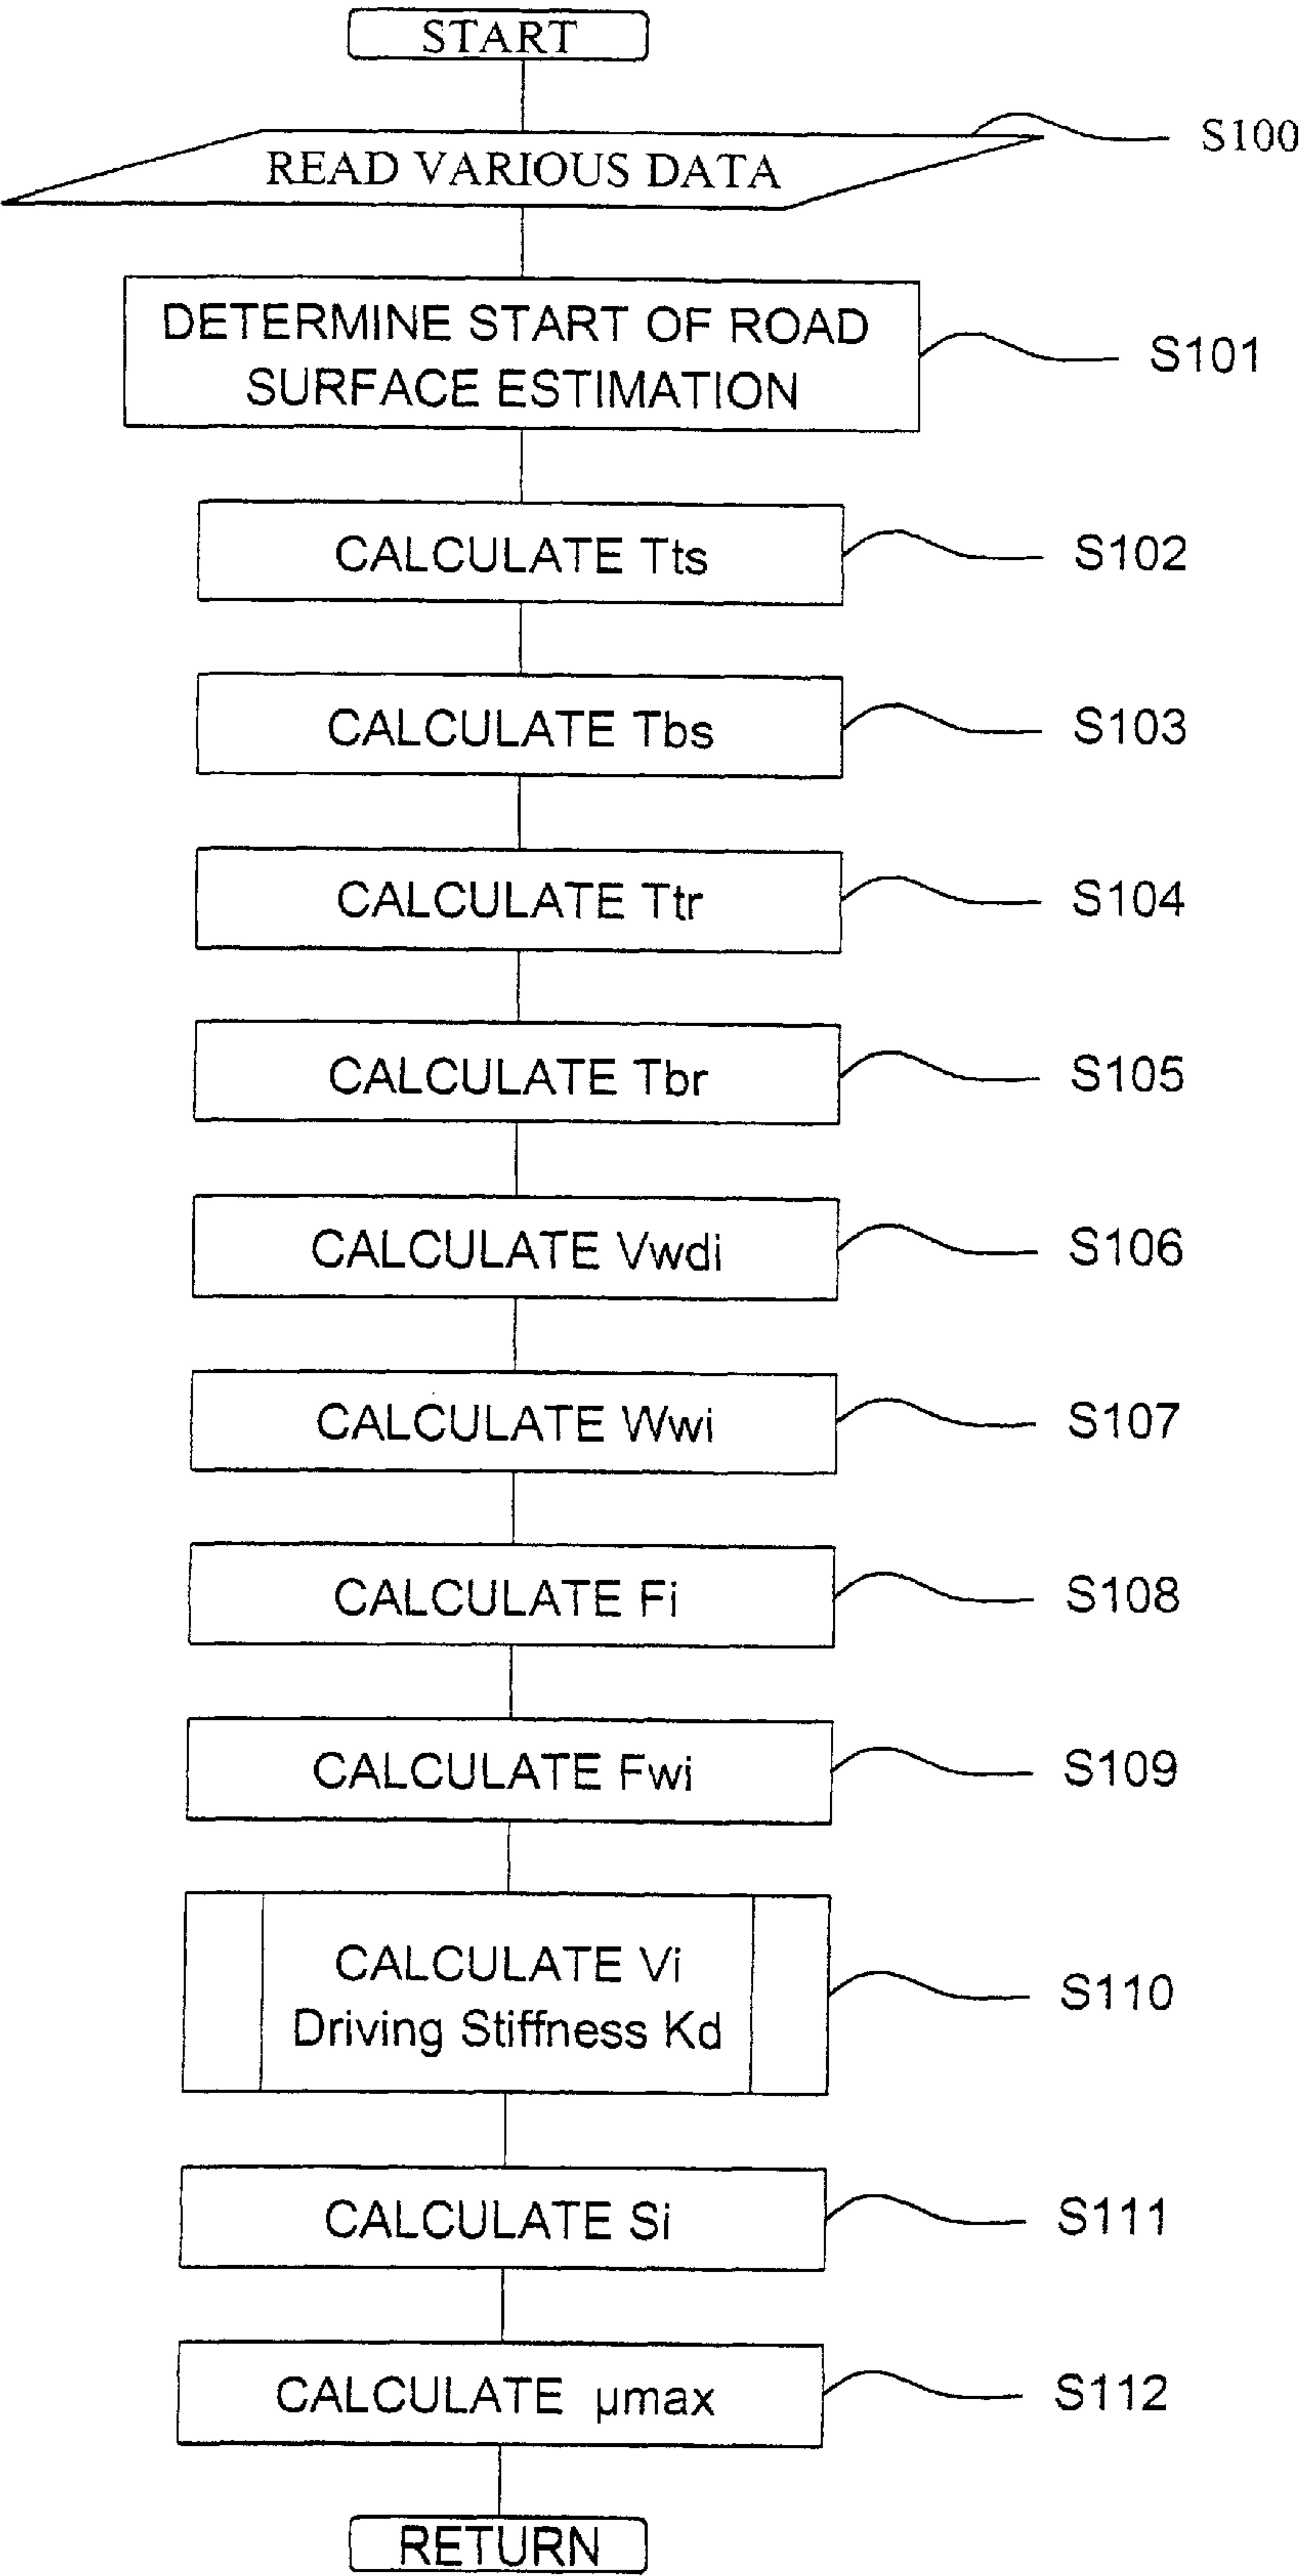 START
READ VARIOUS DATA
S100
DETERMINE START OF ROAD
SURFACE ESTIMATION
S101
CALCULATE Tts
S102
CALCULATE Tbs
S103
CALCULATE Ttr
S104
CALCULATE Tbr
S105
CALCULATE Vwdi
S106
CALCULATE Wwi
S107
CALCULATE Fi
S108
CALCULATE Fwi
S109
CALCULATE Vi
Driving Stiffness Kd
S110
CALCULATE Si
S111
CALCULATE μmax
S112
RETURN